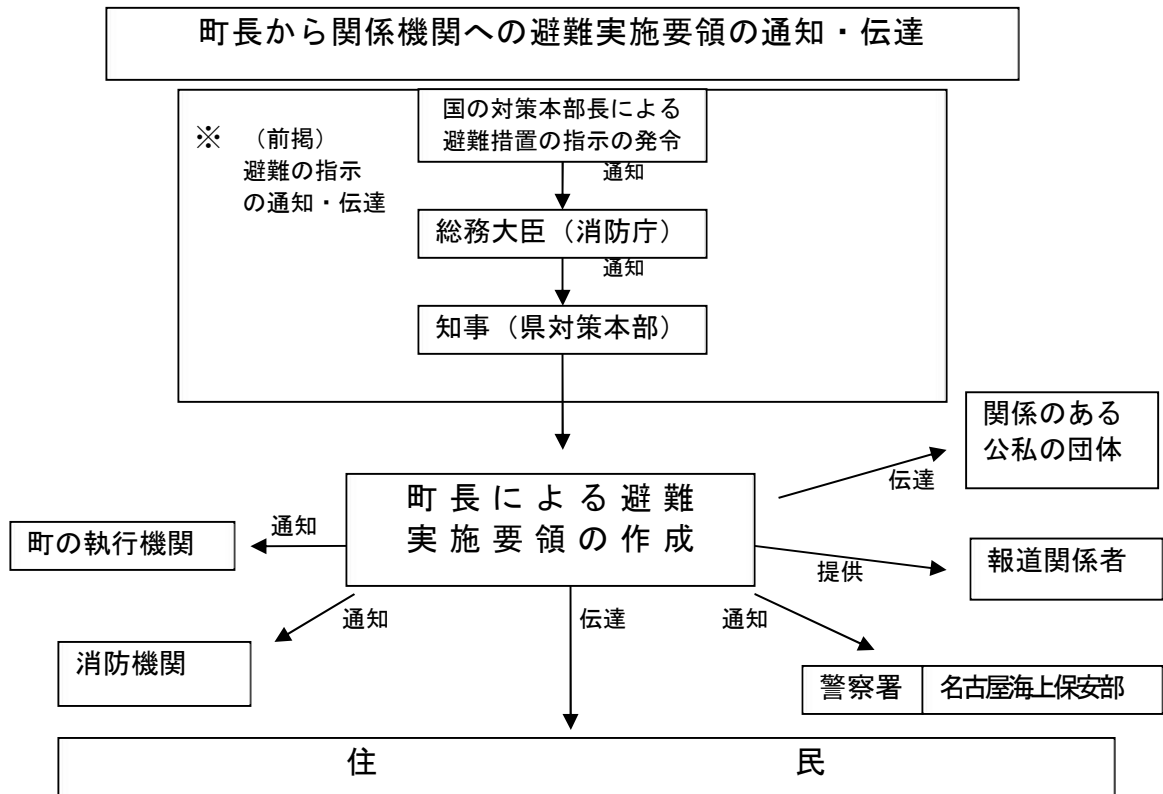 町長から関係機関への避難実施要領の通知・伝達
国の対策本部長による
避難措置の指示の発令
※ （前掲）
避難の指示
の通知・伝達
通知
総務大臣（消防庁）
通知
知事（県対策本部）
関係のある
公私の団体
伝達
町長による避難
実施要領の作成
通知
町の執行機関
提供
報道関係者
通知
伝達
通知
消防機関
警察署
名古屋海上保安部
住民